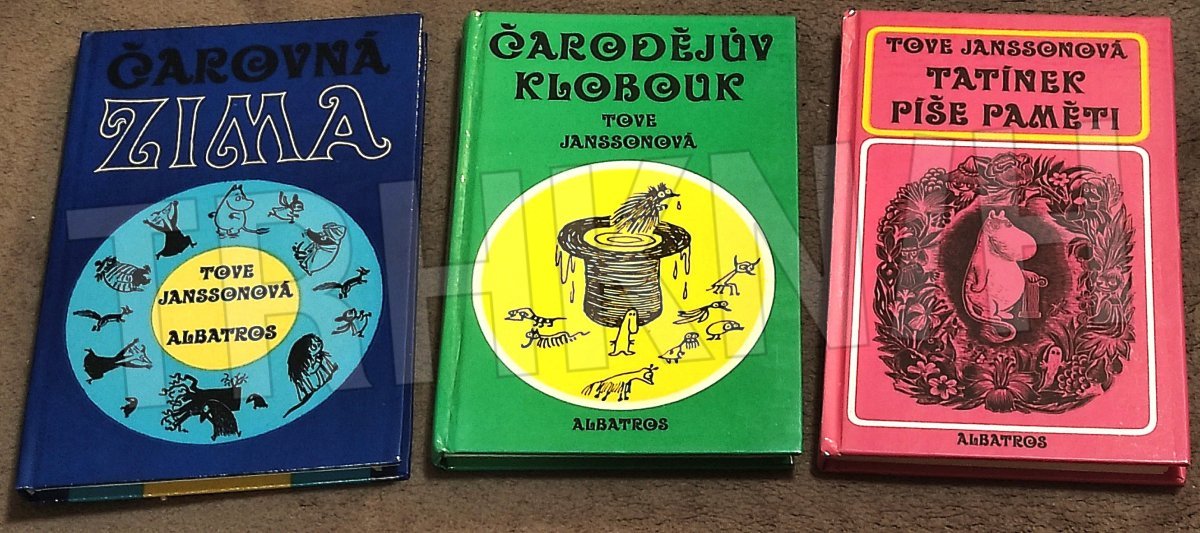 ČAROVNÁ
ZIMA
TOVE
JANSSONOVÁ
ALBATROS
ČARODĚJŮV
KLOBOUK
TOVE
JANSSONOVÁ
ALBATROS
TOVE JANSSONOVÁ
TATÍNEK
PÍŠE PAMĚTI
ALBATROS